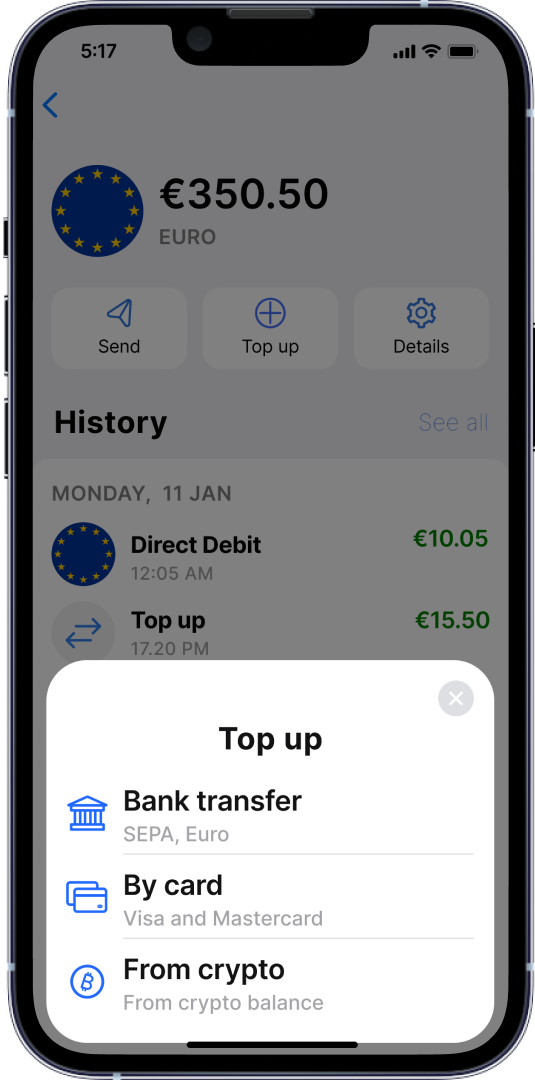 5:17
€350.50
EURO
Send
Top up
Details
History
See all
MONDAY, 11 JAN
Direct Debit
€10.05
12:05 AM
Top up
€15.50
17.20 PM
Top up
Bank transfer
SEPA, Euro
By card
Visa and Mastercard
From crypto
From crypto balance